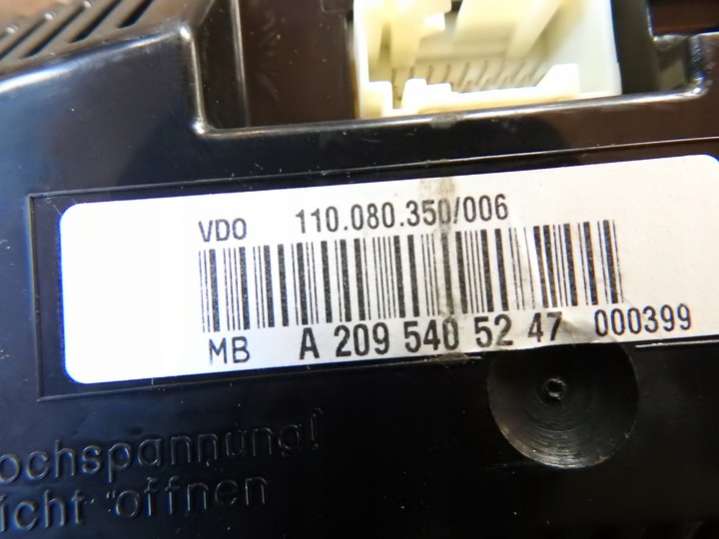 VDO 110.080.350/006
MB A 209 540 52 47 000399
ochspannung!
icht öffnen